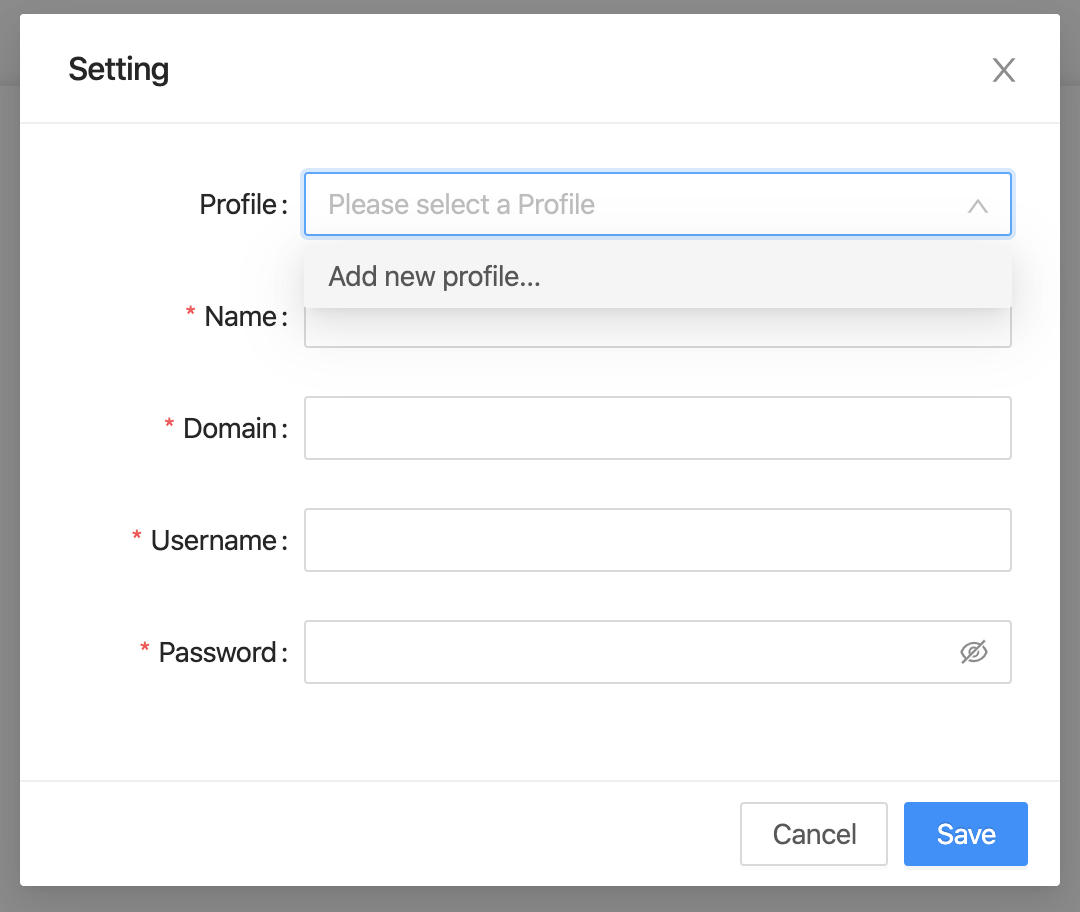 Setting
Profile: Please select a Profile
Add new profile...
* Name:
* Domain:
* Username:
* Password:
Cancel Save